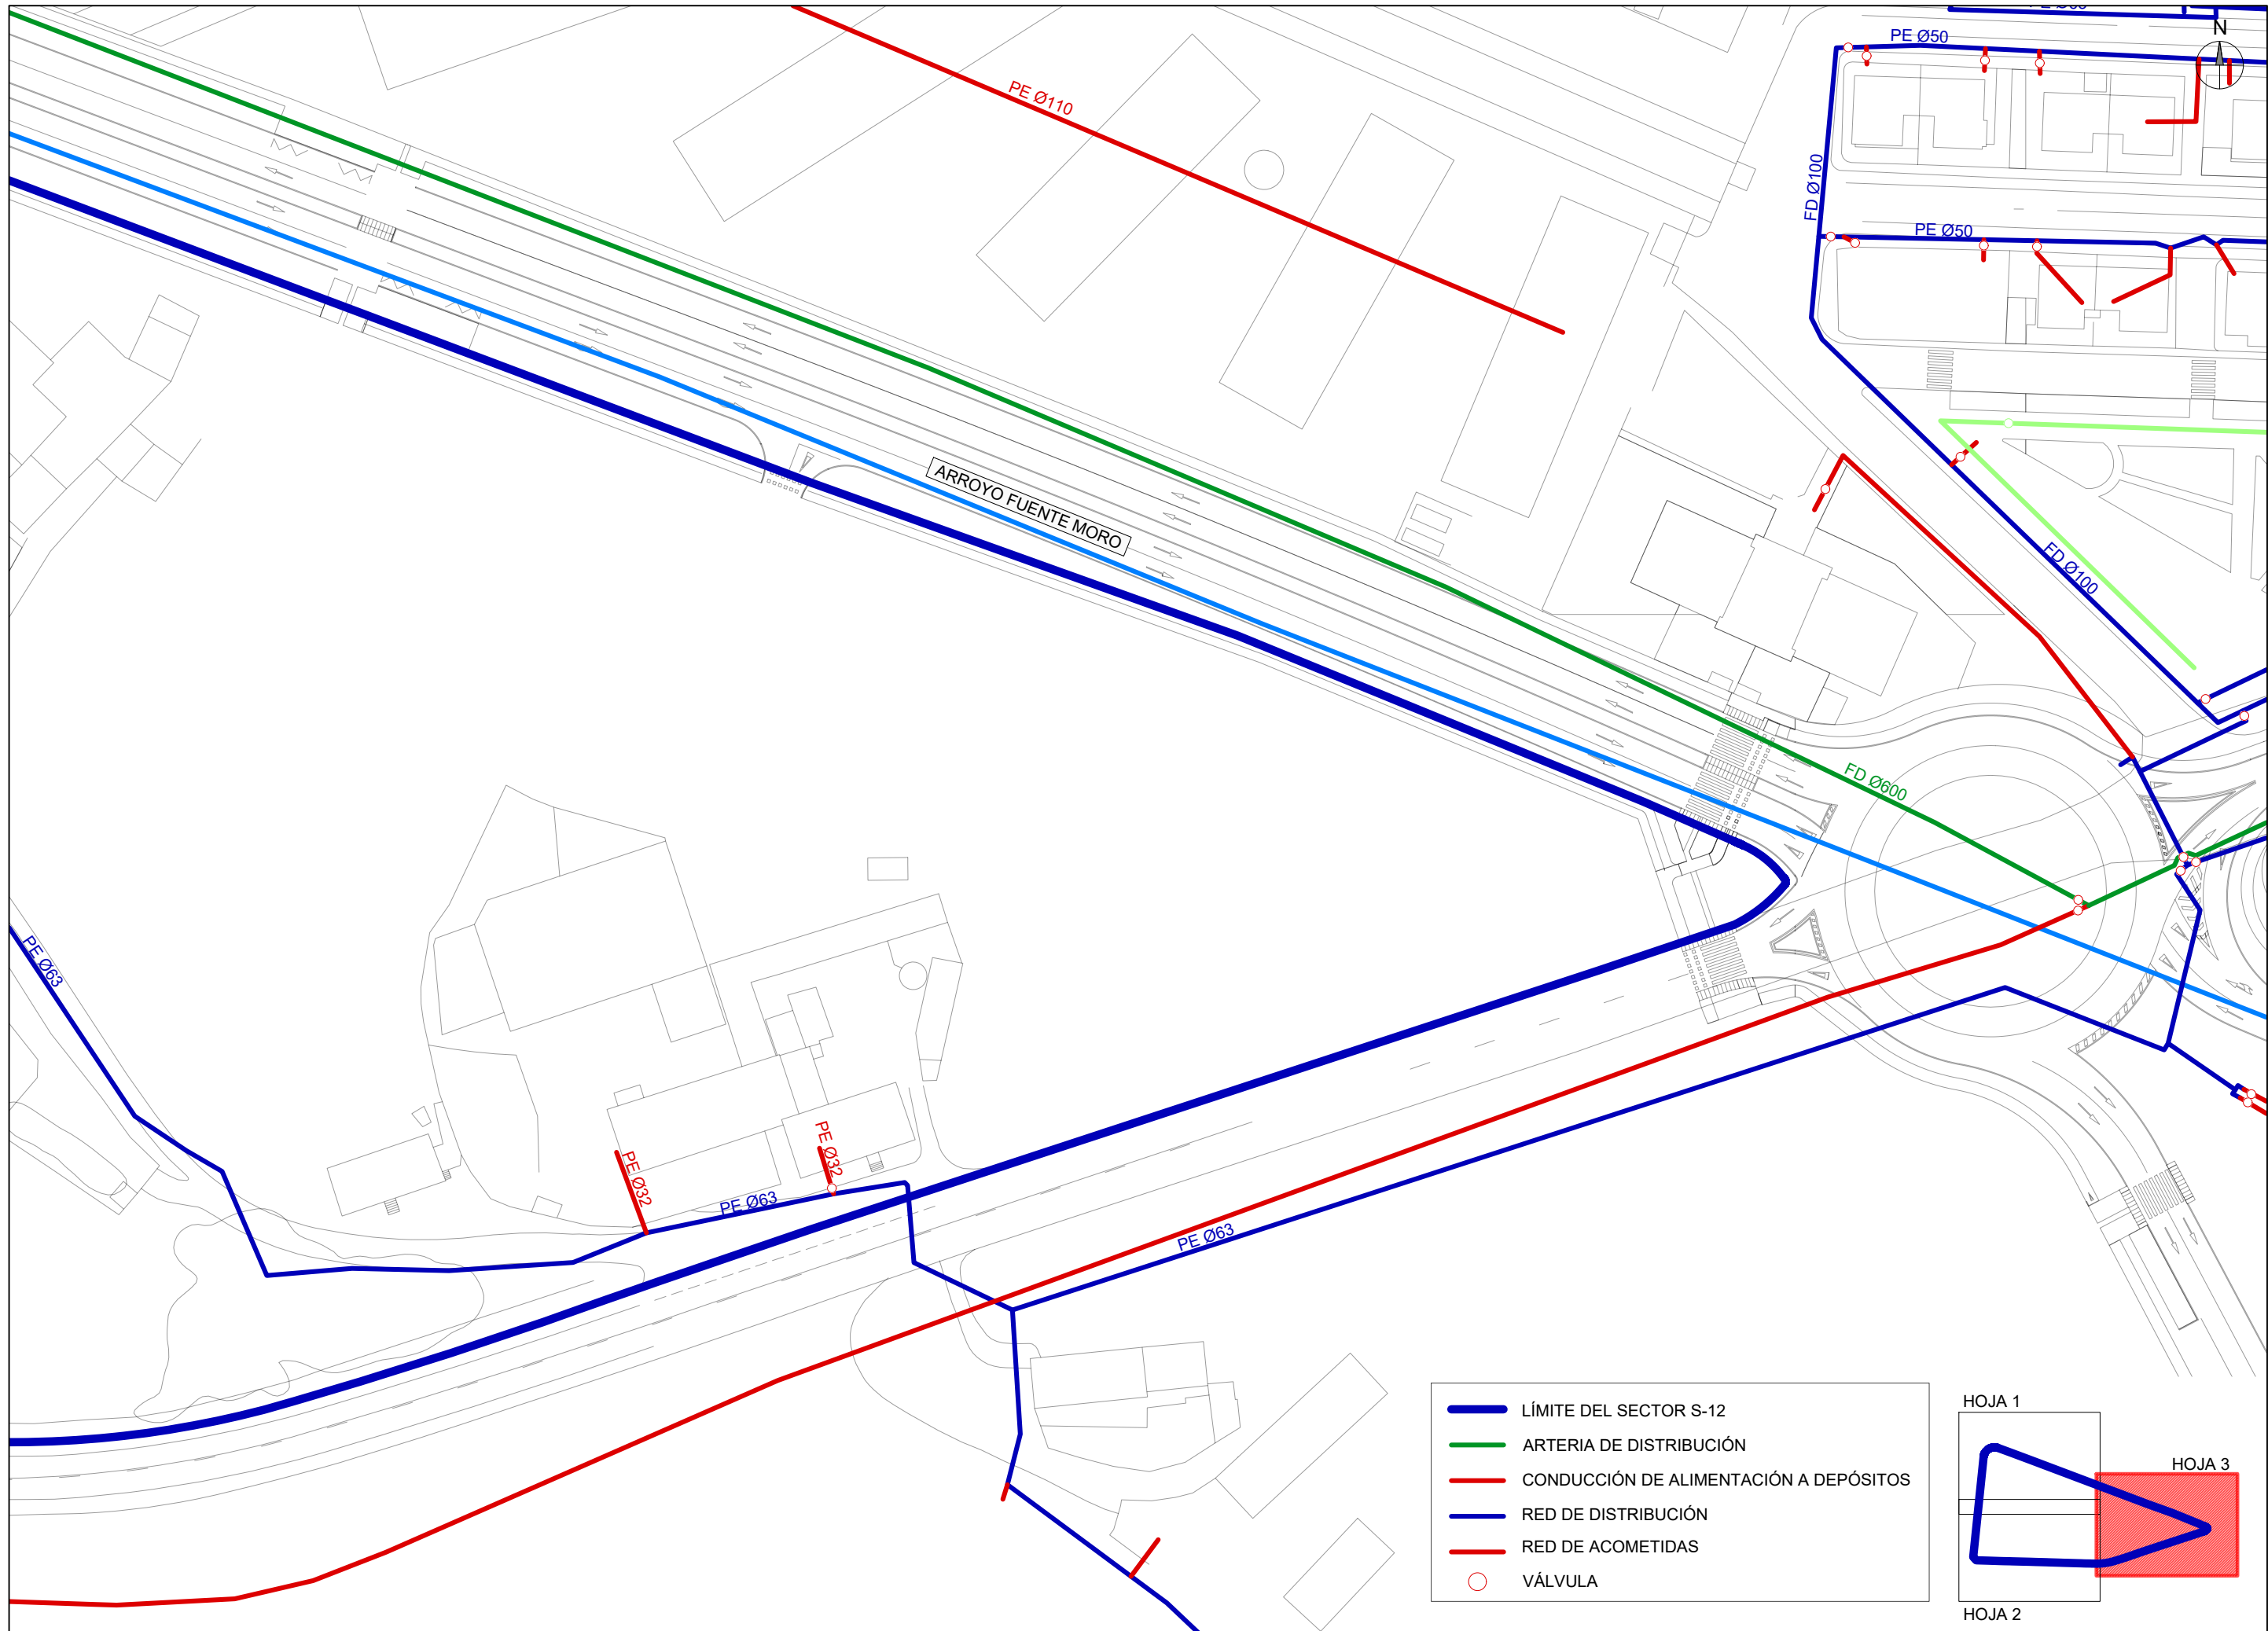 PE Ø63
N
PE Ø50
PE Ø110
FD Ø100
PE Ø50
ARROYO FUENTE MORO
FD Ø100
FD Ø600
PE Ø63
PE Ø32
PE Ø32
PE Ø63
PE Ø63
LÍMITE DEL SECTOR S-12
ARTERIA DE DISTRIBUCIÓN
CONDUCCIÓN DE ALIMENTACIÓN A DEPÓSITOS
RED DE DISTRIBUCIÓN
RED DE ACOMETIDAS
VÁLVULA
HOJA 1
HOJA 3
HOJA 2